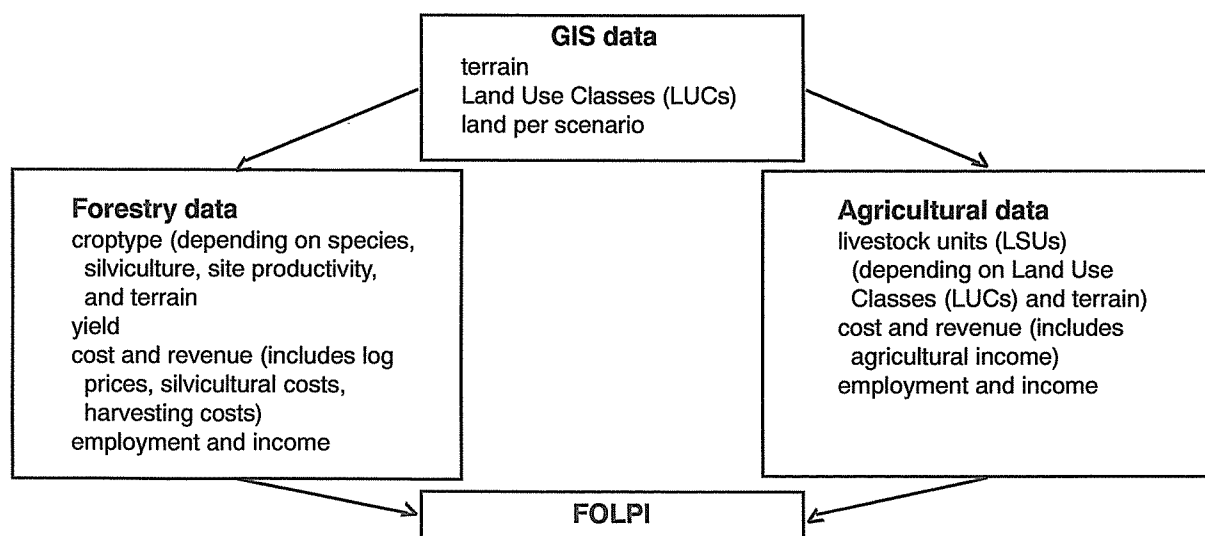 GIS data
terrain
Land Use Classes (LUCs)
land per scenario
Forestry data
croptype (depending on species,
silviculture, site productivity,
and terrain
yield
cost and revenue (includes log
prices, silvicultural costs,
harvesting costs)
employment and income
Agricultural data
livestock units (LSUs)
(depending on Land Use
Classes (LUCs) and terrain)
cost and revenue (includes
agricultural income)
employment and income
FOLPI